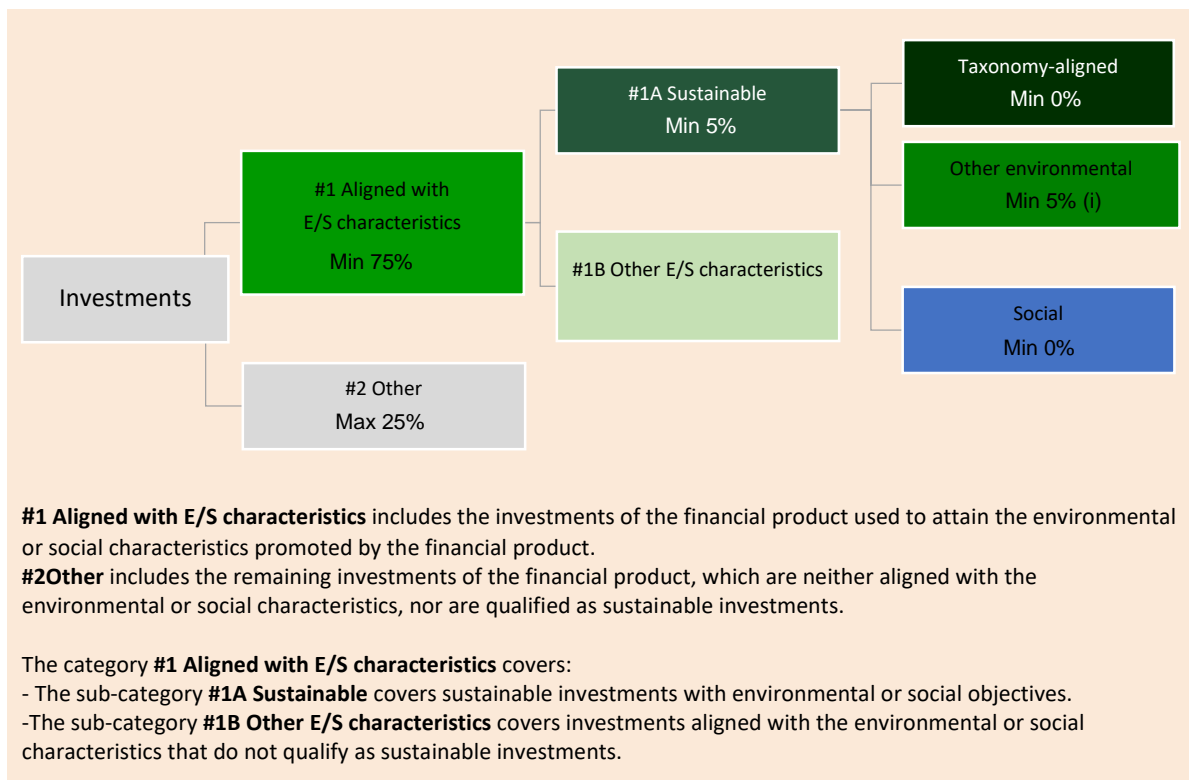 Taxonomy-aligned
Min 0%
#1A Sustainable
Min 5%
Other environmental
Min 5% (i)
#1 Aligned with
E/S characteristics
Min 75%
#1B Other E/S characteristics
Investments
Social
Min 0%
#2 Other
Max 25%
#1 Aligned with E/S characteristics includes the investments of the financial product used to attain the environmental
or social characteristics promoted by the financial product.
#2Other includes the remaining investments of the financial product, which are neither aligned with the
environmental or social characteristics, nor are qualified as sustainable investments.
The category #1 Aligned with E/S characteristics covers:
- The sub-category #1A Sustainable covers sustainable investments with environmental or social objectives.
-The sub-category #1B Other E/S characteristics covers investments aligned with the environmental or social
characteristics that do not qualify as sustainable investments.